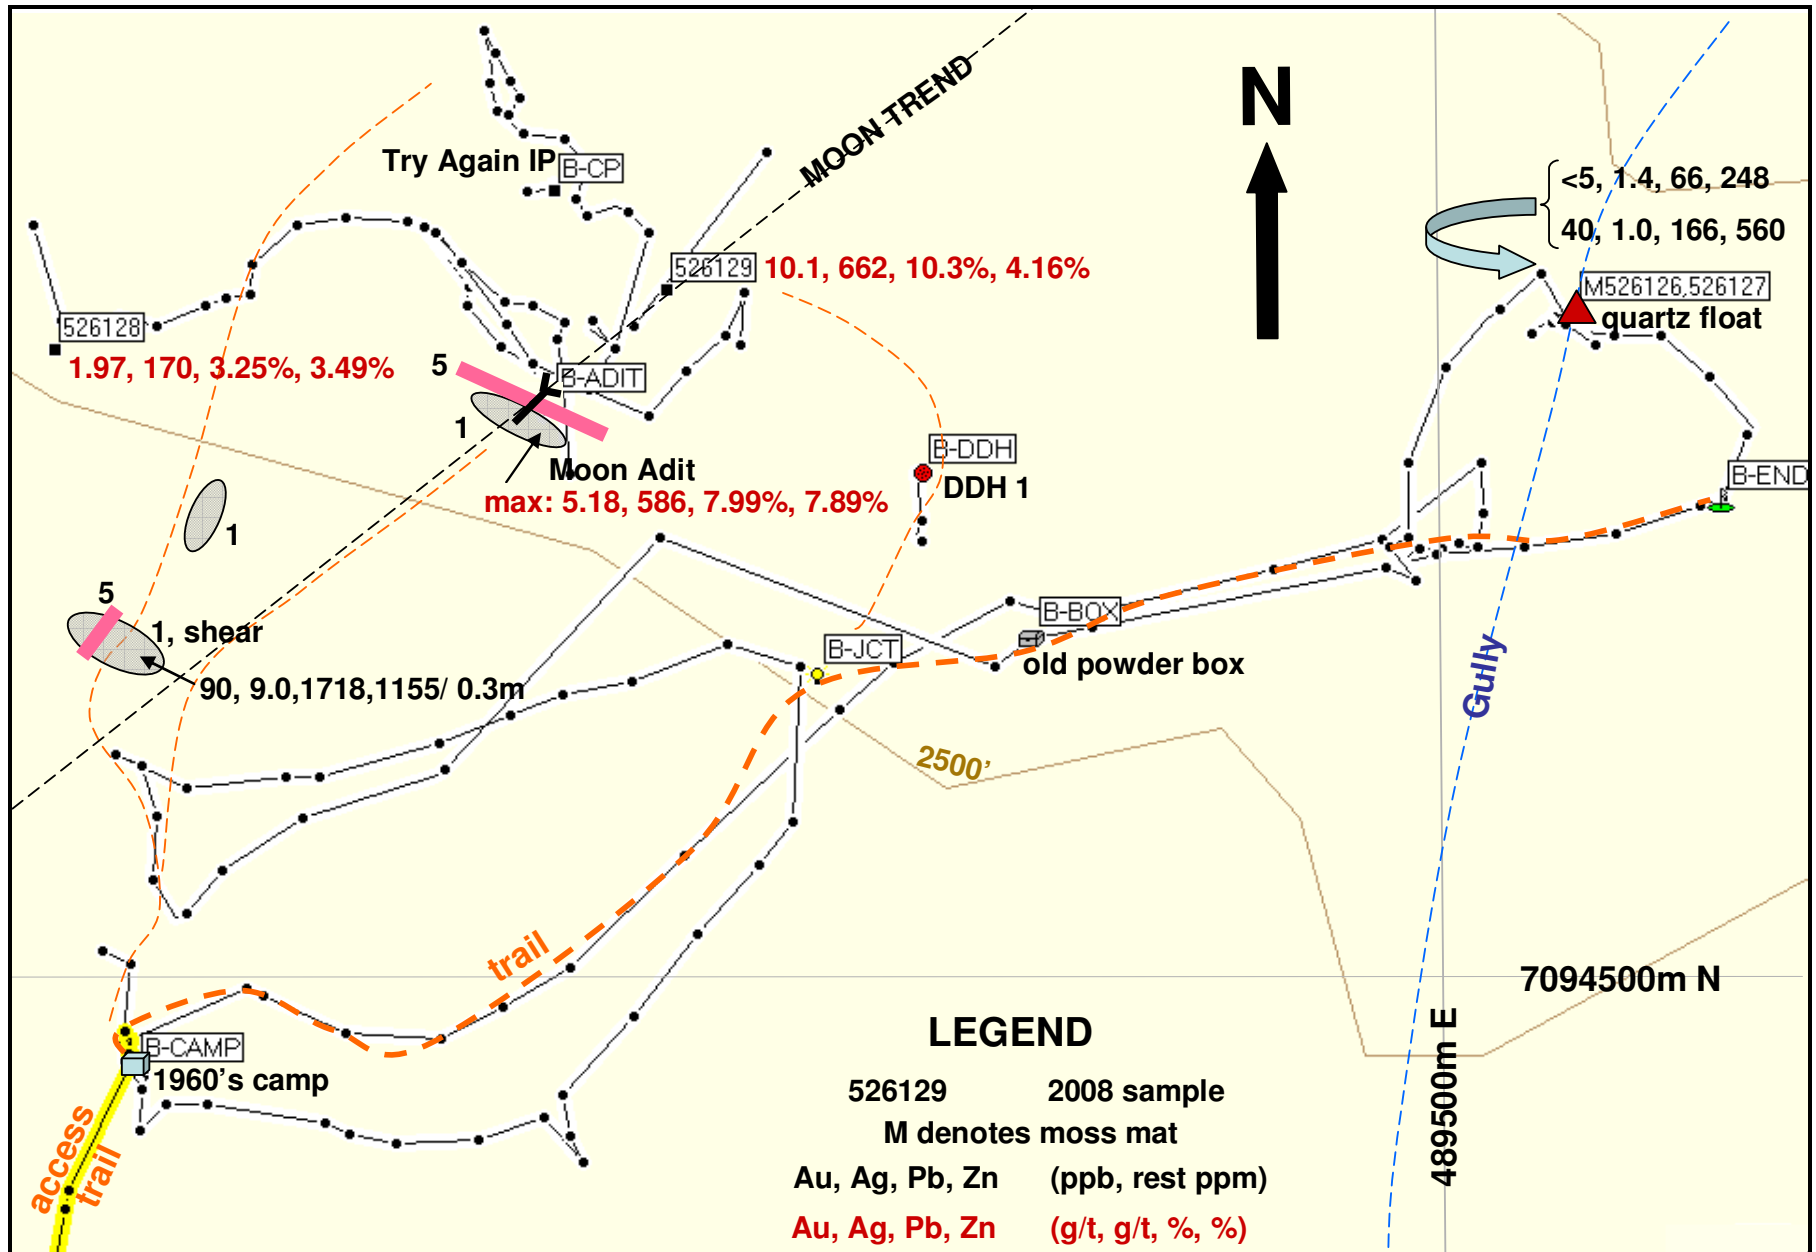 MOON TREND
N
Try Again IP
B-CP
<5, 1.4, 66, 248
40, 1.0, 166, 560
526129
10.1, 662, 10.3%, 4.16%
M526126,526127
quartz float
526128
1.97, 170, 3.25%, 3.49%
5
B-ADIT
1
Moon Adit
max: 5.18, 586, 7.99%, 7.89%
B-DDH
DDH 1
B-END
1
5
1, shear
90, 9.0,1718,1155/ 0.3m
B-BOX
old powder box
B-JCT
Gully
2500'
trail
7094500m N
489500m E
B-CAMP
1960's camp
access
trail
LEGEND
526129 2008 sample
M denotes moss mat
Au, Ag, Pb, Zn (ppb, rest ppm)
Au, Ag, Pb, Zn (g/t, g/t, %, %)